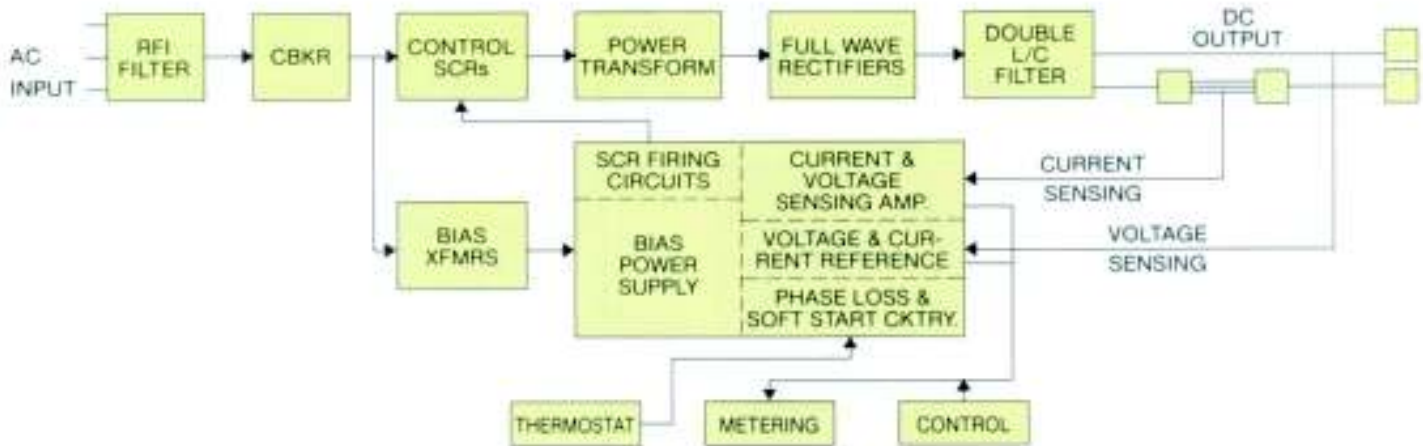 AC
INPUT
RFI
FILTER
CBKR
CONTROL
SCRs
POWER
TRANSFORM
FULL WAVE
RECTIFIERS
DOUBLE
L/C
FILTER
DC
OUTPUT
SCR FIRING
CIRCUITS
CURRENT &
VOLTAGE
SENSING AMP.
CURRENT
SENSING
BIAS
XFMRS
BIAS
POWER
SUPPLY
VOLTAGE & CUR-
RENT REFERENCE
VOLTAGE
SENSING
PHASE LOSS &
SOFT START CKTRY.
THERMOSTAT
METERING
CONTROL